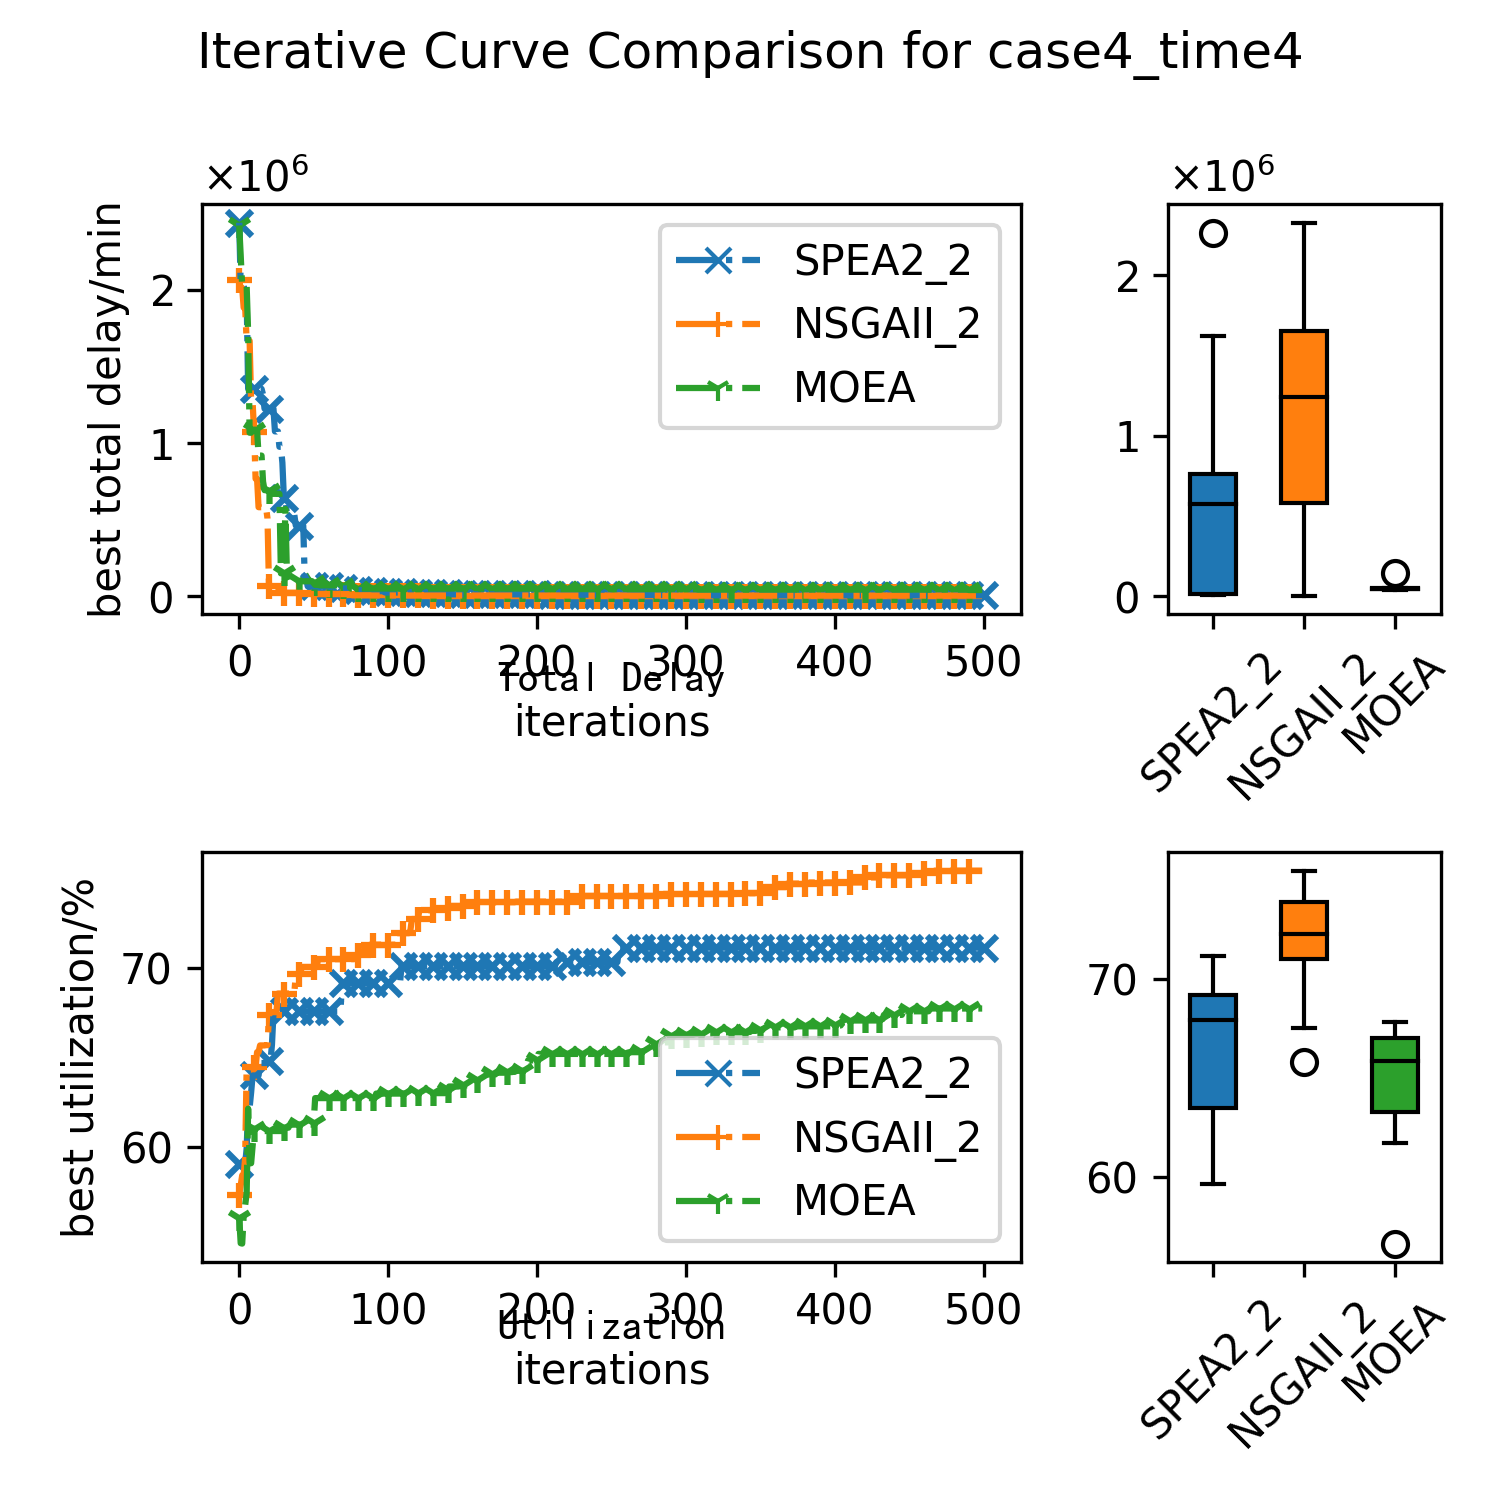 Iterative Curve Comparison for case4_time4
×10⁶
best total delay/min
2
1
0
SPEA2_2
NSGAII_2
MOEA
0 100 200 300 400 500
Total Delay
iterations
×10⁶
2
1
0
SPEA2_2
NSGAII_2
MOEA
best utilization/%
70
60
SPEA2_2
NSGAII_2
MOEA
0 100 200 300 400 500
Utilization
iterations
70
60
SPEA2_2
NSGAII_2
MOEA